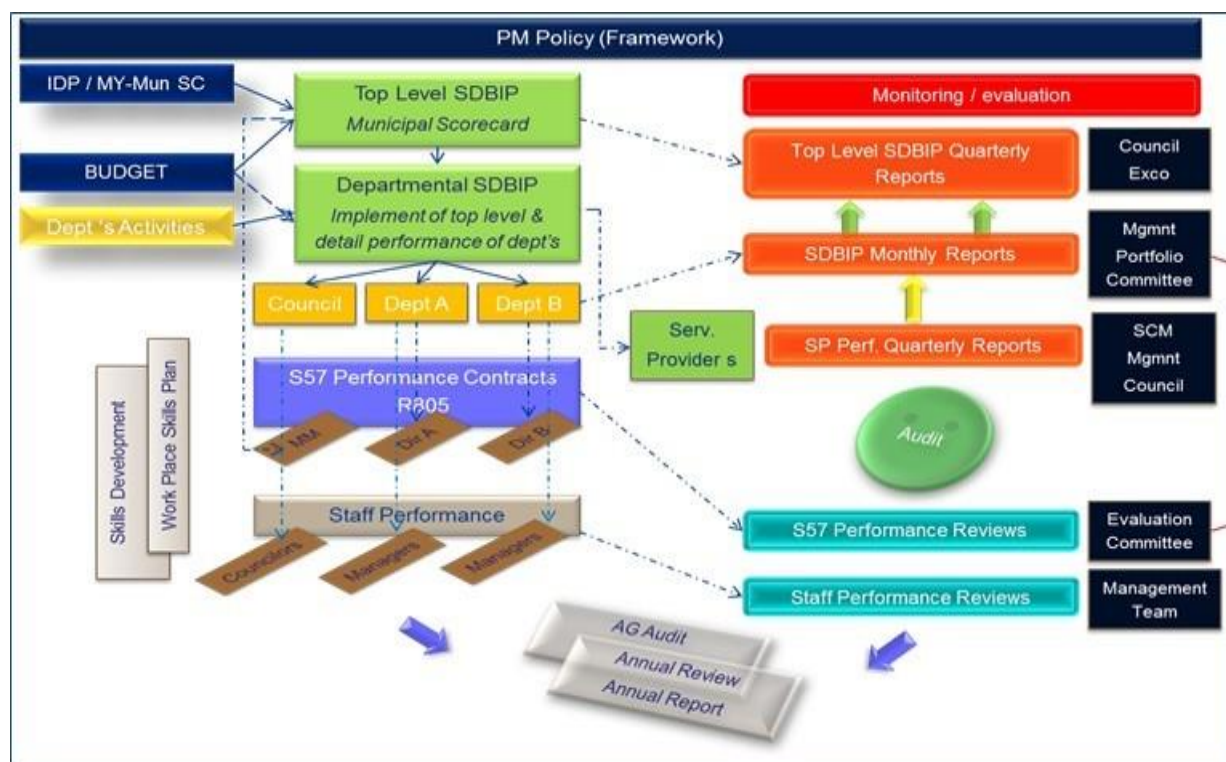 PM Policy (Framework)
IDP / MY-Mun SC
BUDGET
Dept 's Activities
Top Level SDBIP
Municipal Scorecard
Departmental SDBIP
Implement of top level &
detail performance of dept's
Council
Dept A
Dept B
Serv.
Provider s
S57 Performance Contracts
R805
MM
Dir A
Dir B
Skills Development
Work Place Skills Plan
Staff Performance
Councilors
Managers
Managers
Monitoring / evaluation
Top Level SDBIP Quarterly
Reports
Council
Exco
SDBIP Monthly Reports
Mgmnt
Portfolio
Committee
SP Perf. Quarterly Reports
SCM
Mgmnt
Council
Audit
S57 Performance Reviews
Evaluation
Committee
Staff Performance Reviews
Management
Team
AG Audit
Annual Review
Annual Report